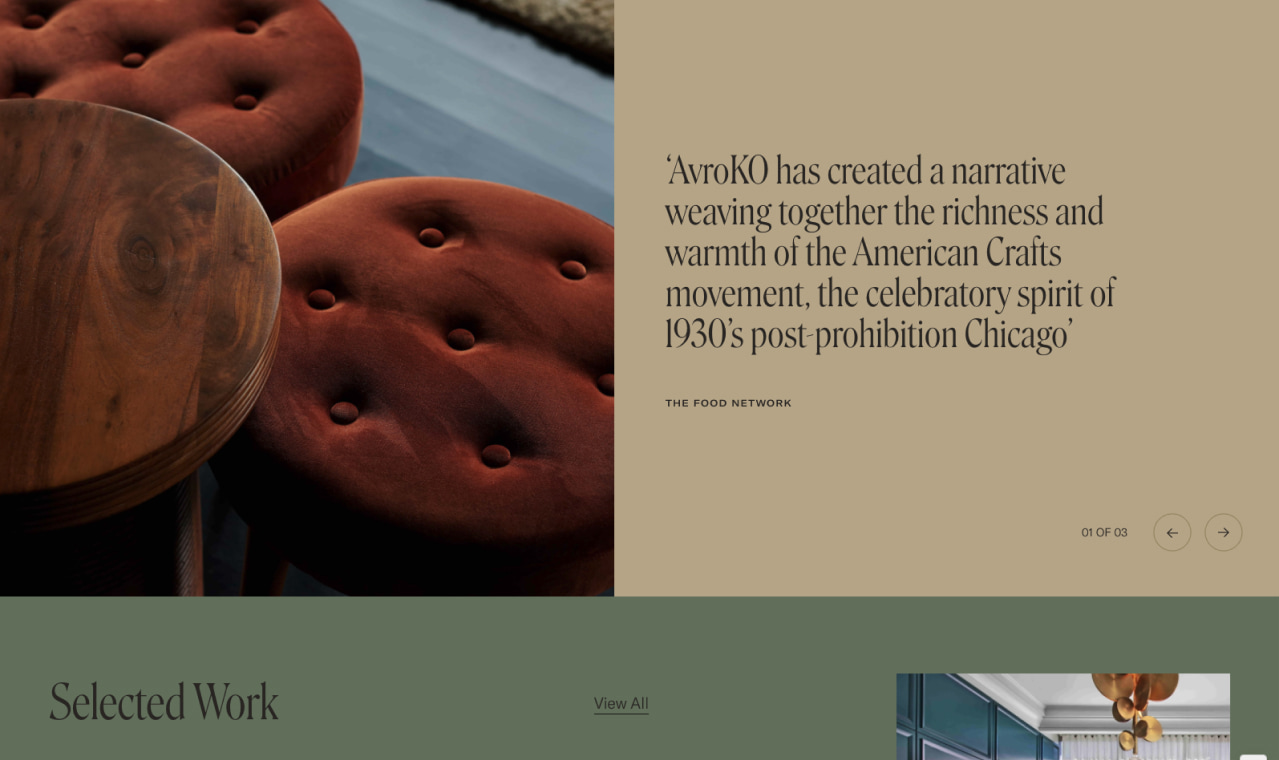 ‘AvroKO has created a narrative
weaving together the richness and
warmth of the American Crafts
movement, the celebratory spirit of
1930’s post-prohibition Chicago’
THE FOOD NETWORK
01 OF 03
Selected Work
View All